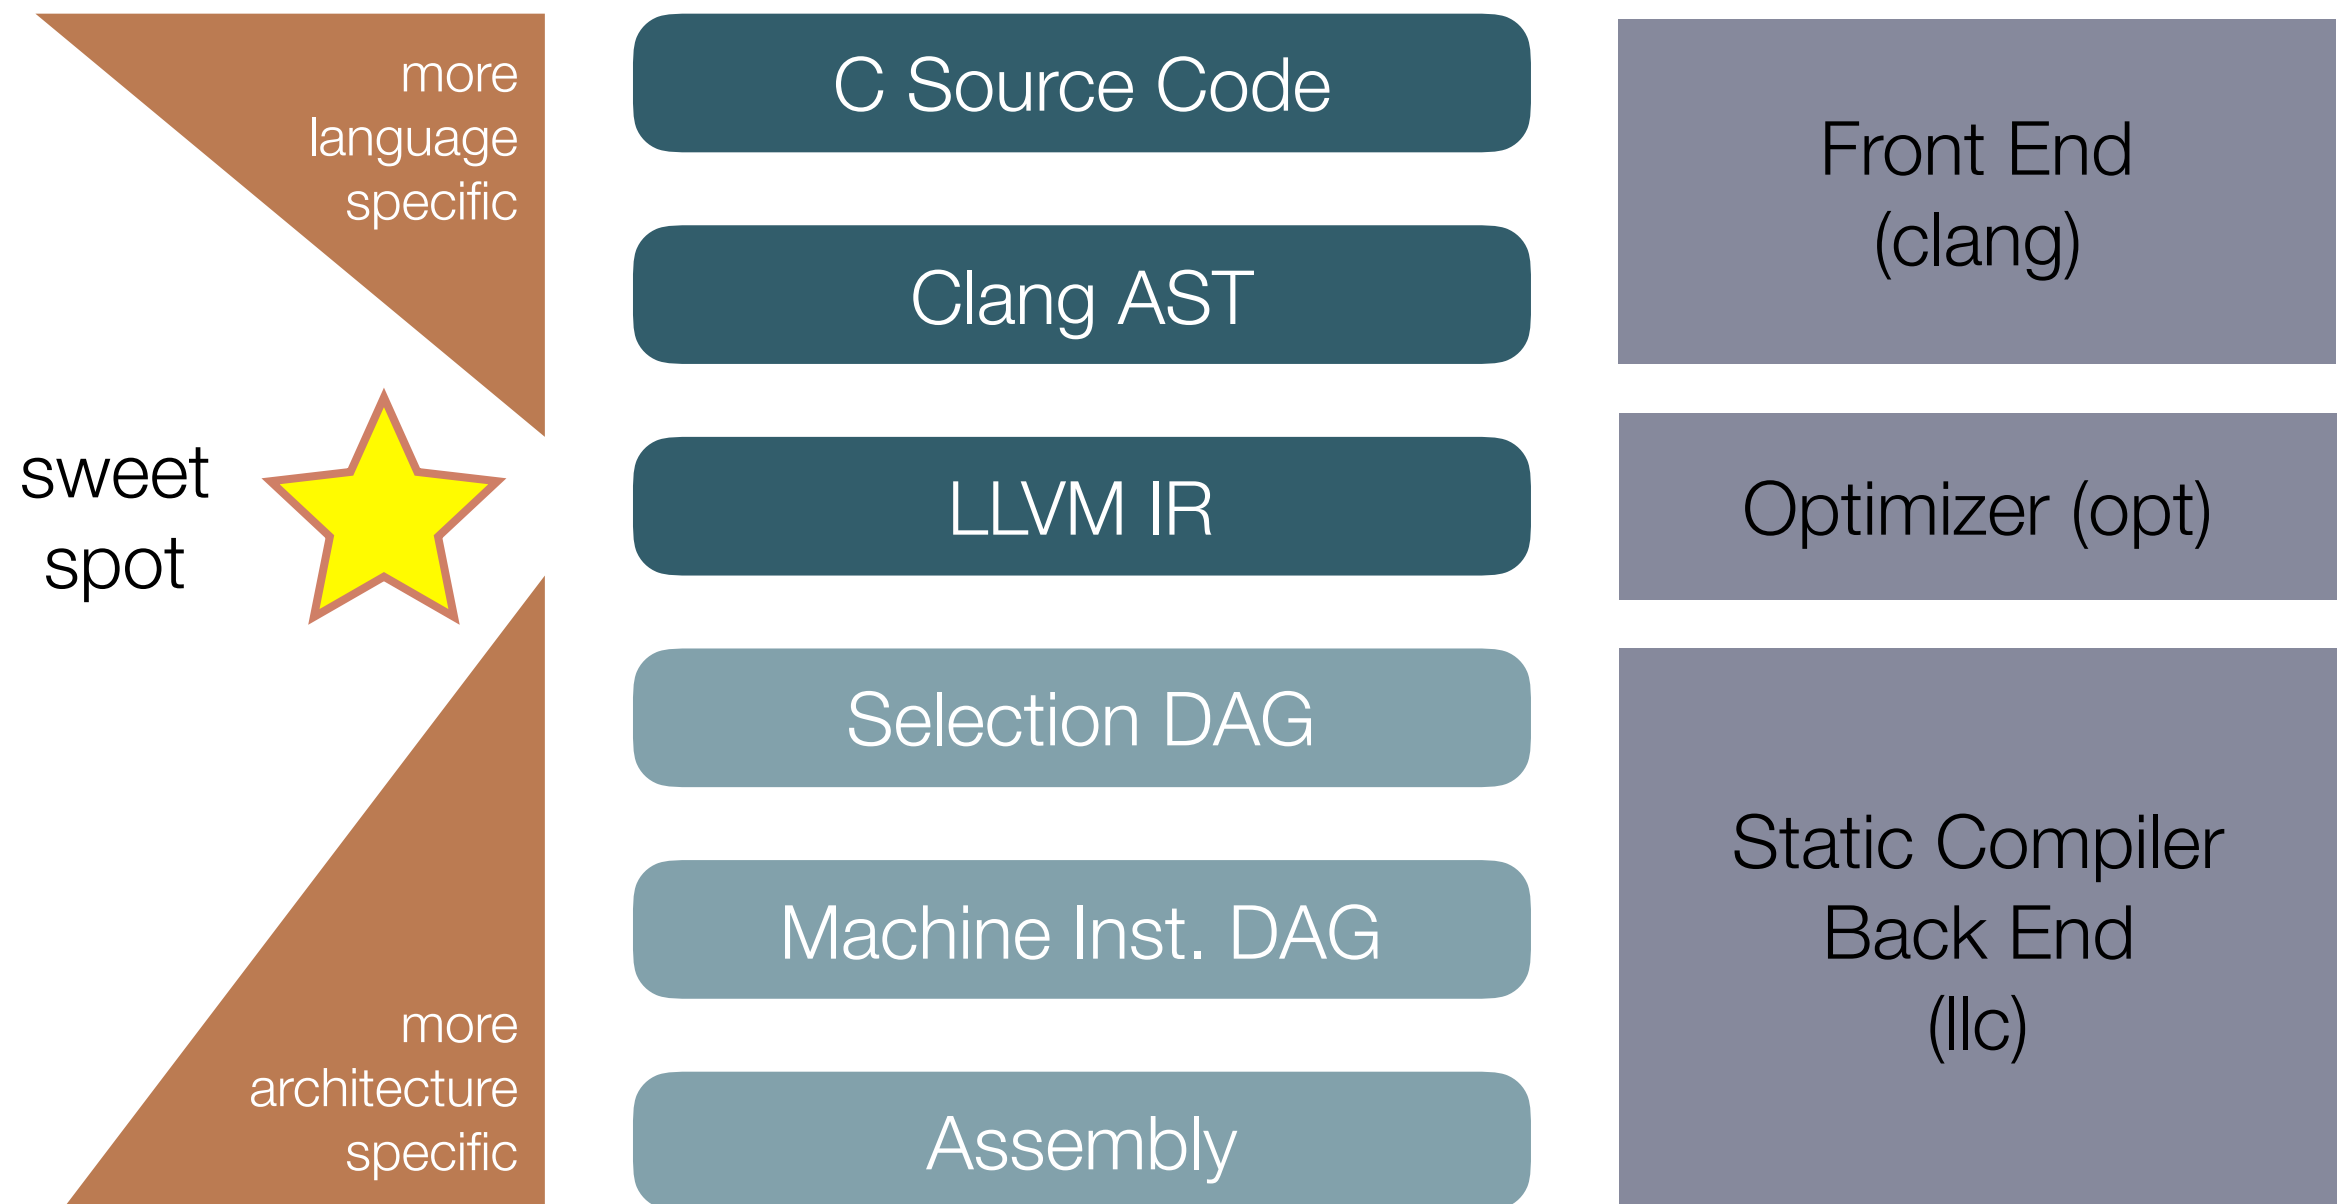 more
language
specific
sweet
spot
more
architecture
specific
C Source Code
Clang AST
LLVM IR
Selection DAG
Machine Inst. DAG
Assembly
Front End
(clang)
Optimizer (opt)
Static Compiler
Back End
(llc)